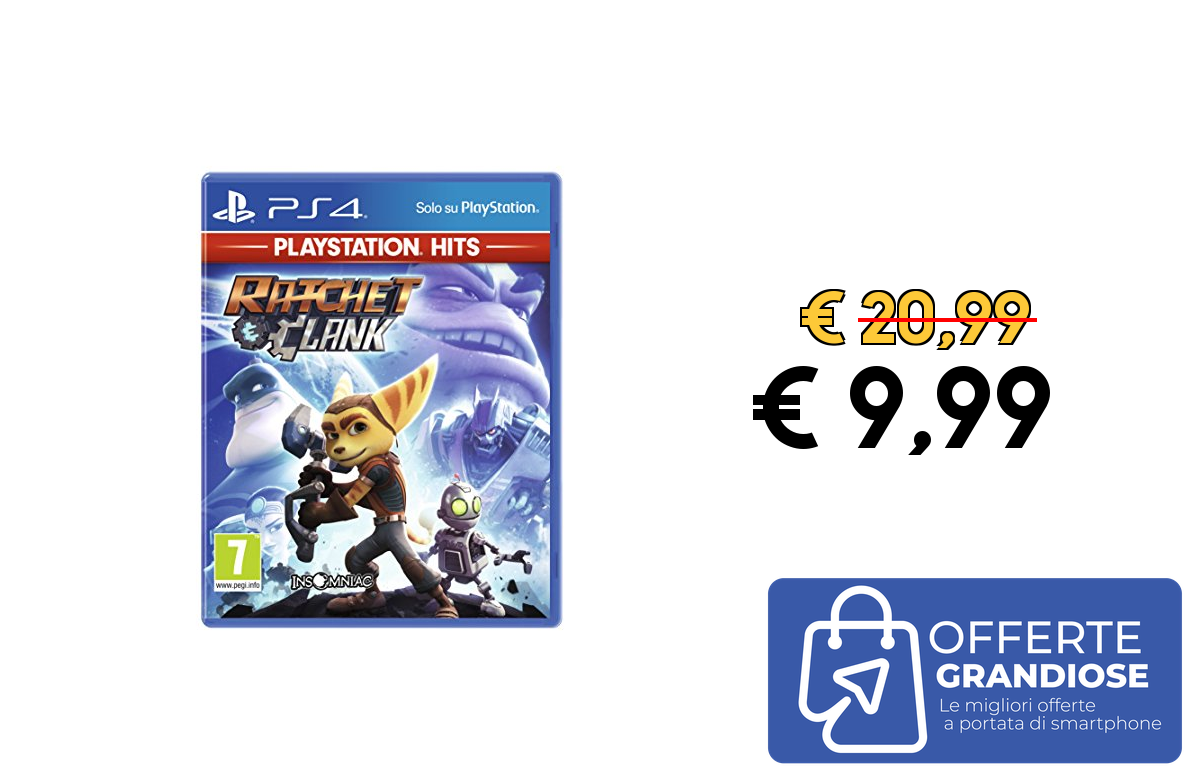 PS4
Solo su PlayStation
PLAYSTATION HITS
RATCHET
CLANK
7
www.pegi.info
INSOMNIAC
€ 20,99
€ 9,99
OFFERTE
GRANDIOSE
Le migliori offerte
a portata di smartphone